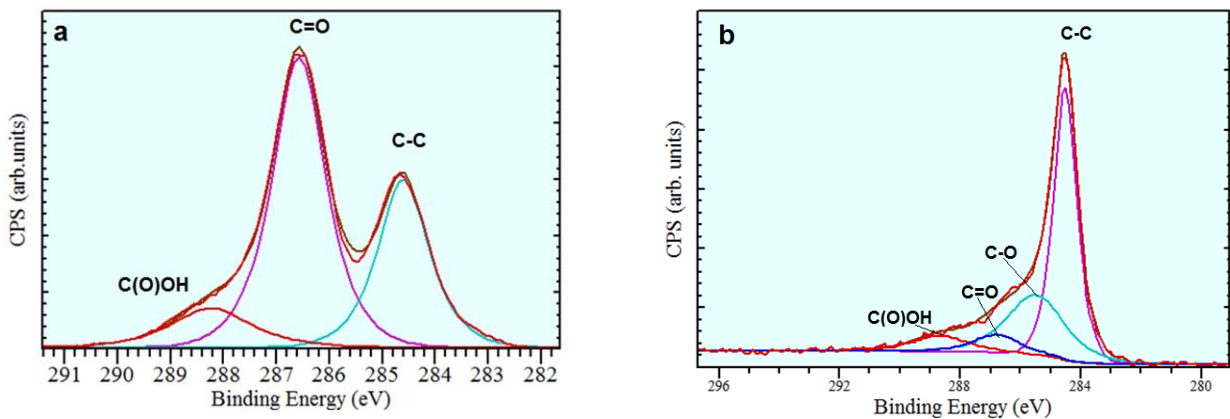 a
C=O
C-C
C(O)OH
CPS (arb.units)
291 290 289 288 287 286 285 284 283 282
Binding Energy (eV)
b
C-C
C-O
C=O
C(O)OH
CPS (arb. units)
296 292 288 284 280
Binding Energy (eV)